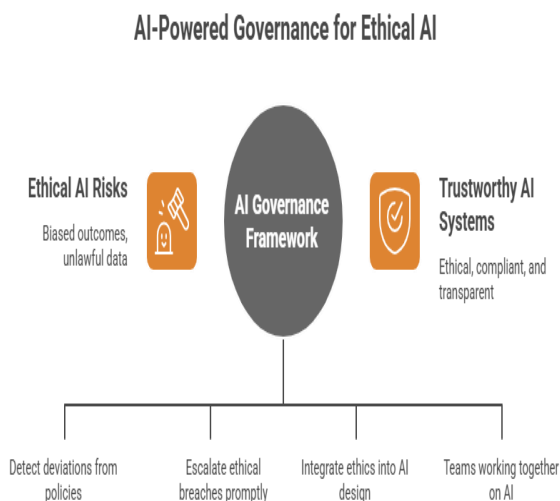 AI-Powered Governance for Ethical AI
Ethical AI Risks
Biased outcomes,
unlawful data
AI Governance
Framework
Trustworthy AI
Systems
Ethical, compliant, and
transparent
Detect deviations from
policies
Escalate ethical
breaches promptly
Integrate ethics into AI
design
Teams working together
on AI